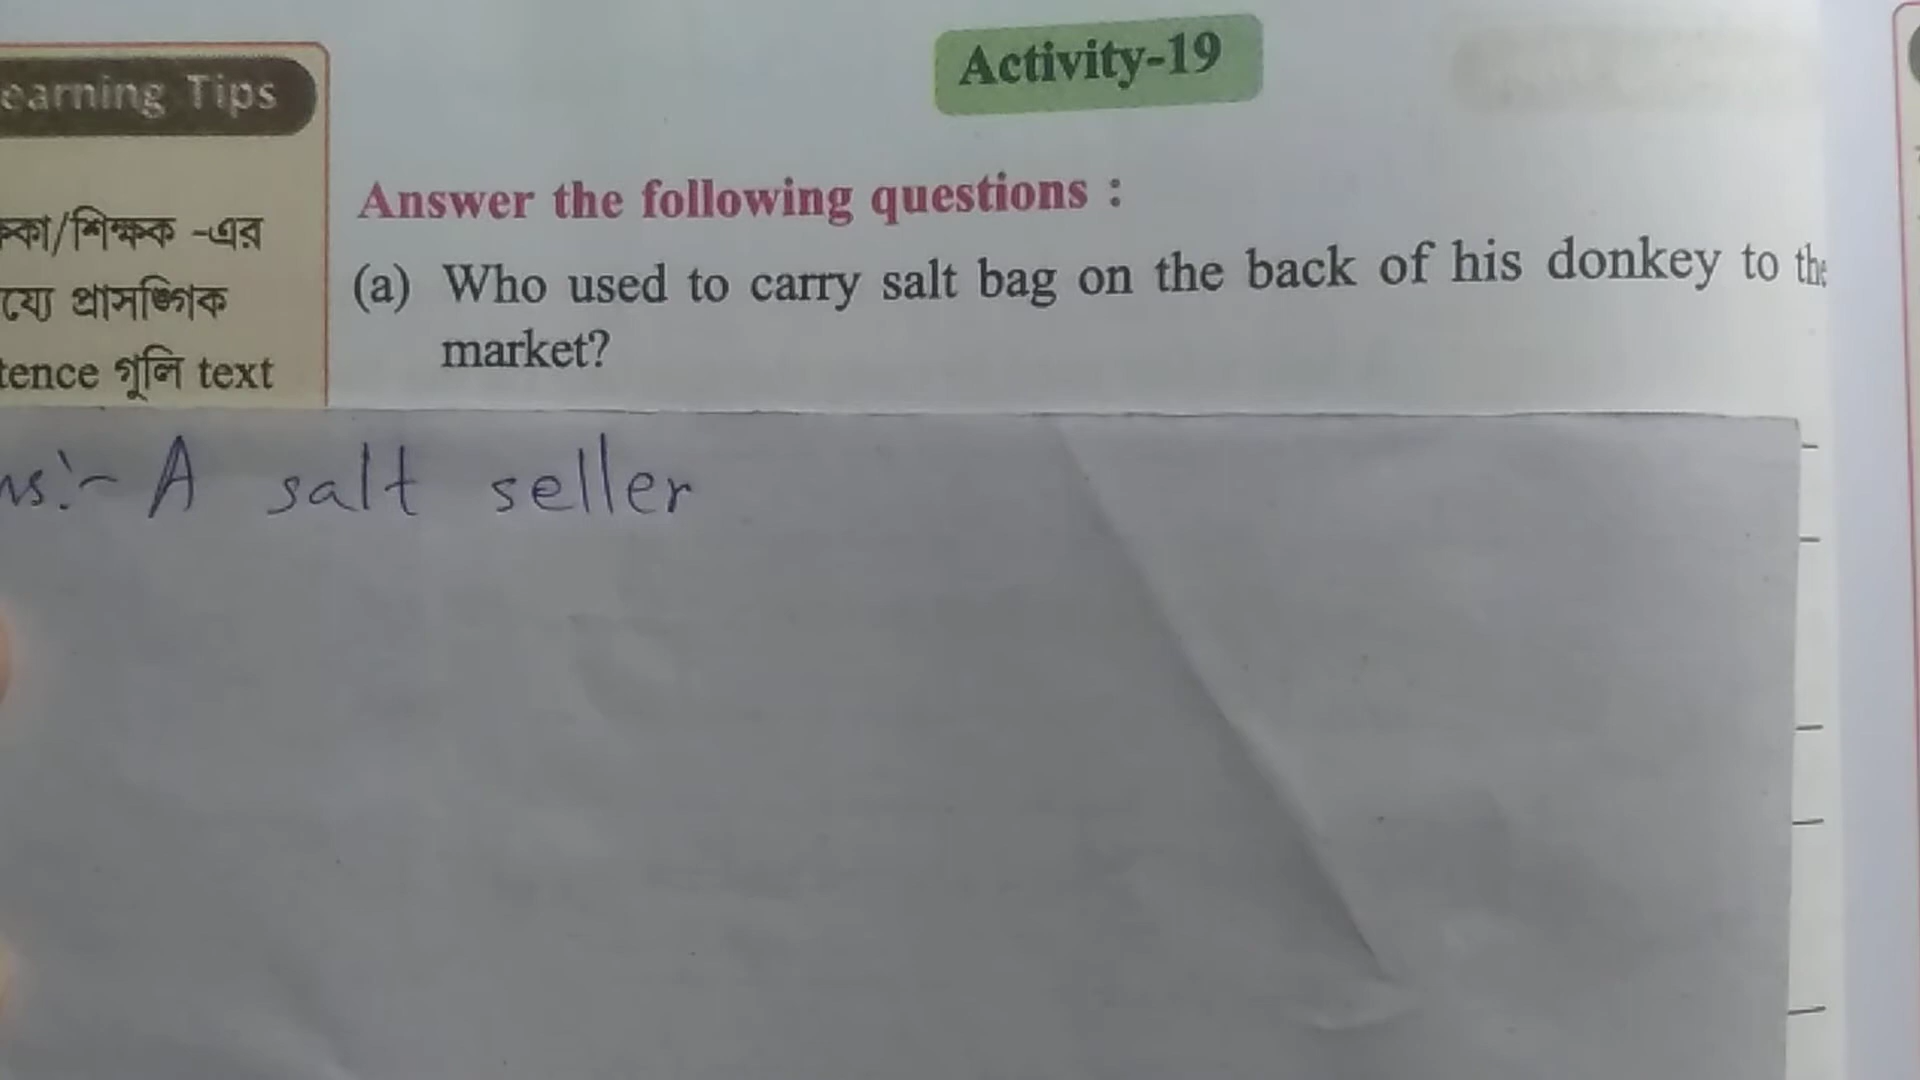 Activity-19
earning Tips
Answer the following questions :
(a) Who used to carry salt bag on the back of his donkey to the
market?
শিক্ষক -এর
প্রাসঙ্গিক
tence গুলি text
ns:- A salt seller